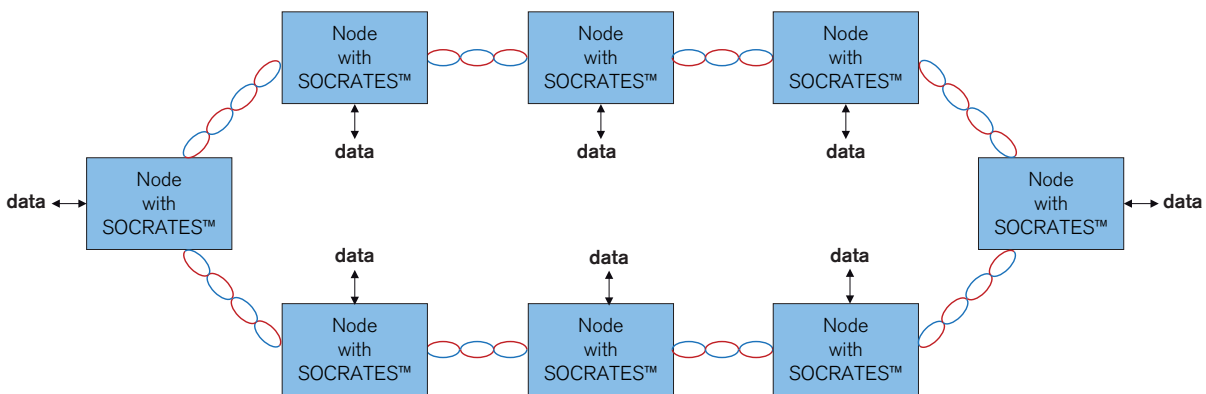 Node
with
SOCRATES™
Node
with
SOCRATES™
Node
with
SOCRATES™
data
data
data
data
Node
with
SOCRATES™
Node
with
SOCRATES™
data
data
data
data
Node
with
SOCRATES™
Node
with
SOCRATES™
Node
with
SOCRATES™